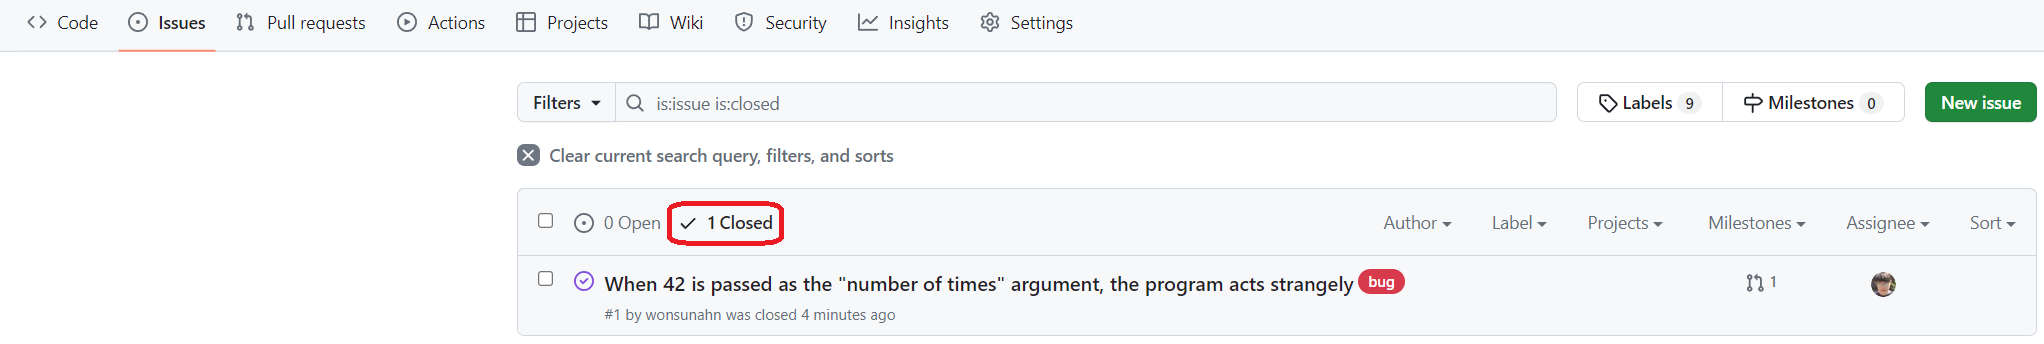 Code Issues Pull requests Actions Projects Wiki Security Insights Settings
Filters is:issue is:closed Labels 9 Milestones 0 New issue
Clear current search query, filters, and sorts
0 Open 1 Closed Author Label Projects Milestones Assignee Sort
When 42 is passed as the "number of times" argument, the program acts strangely bug 1
#1 by wonsunahn was closed 4 minutes ago